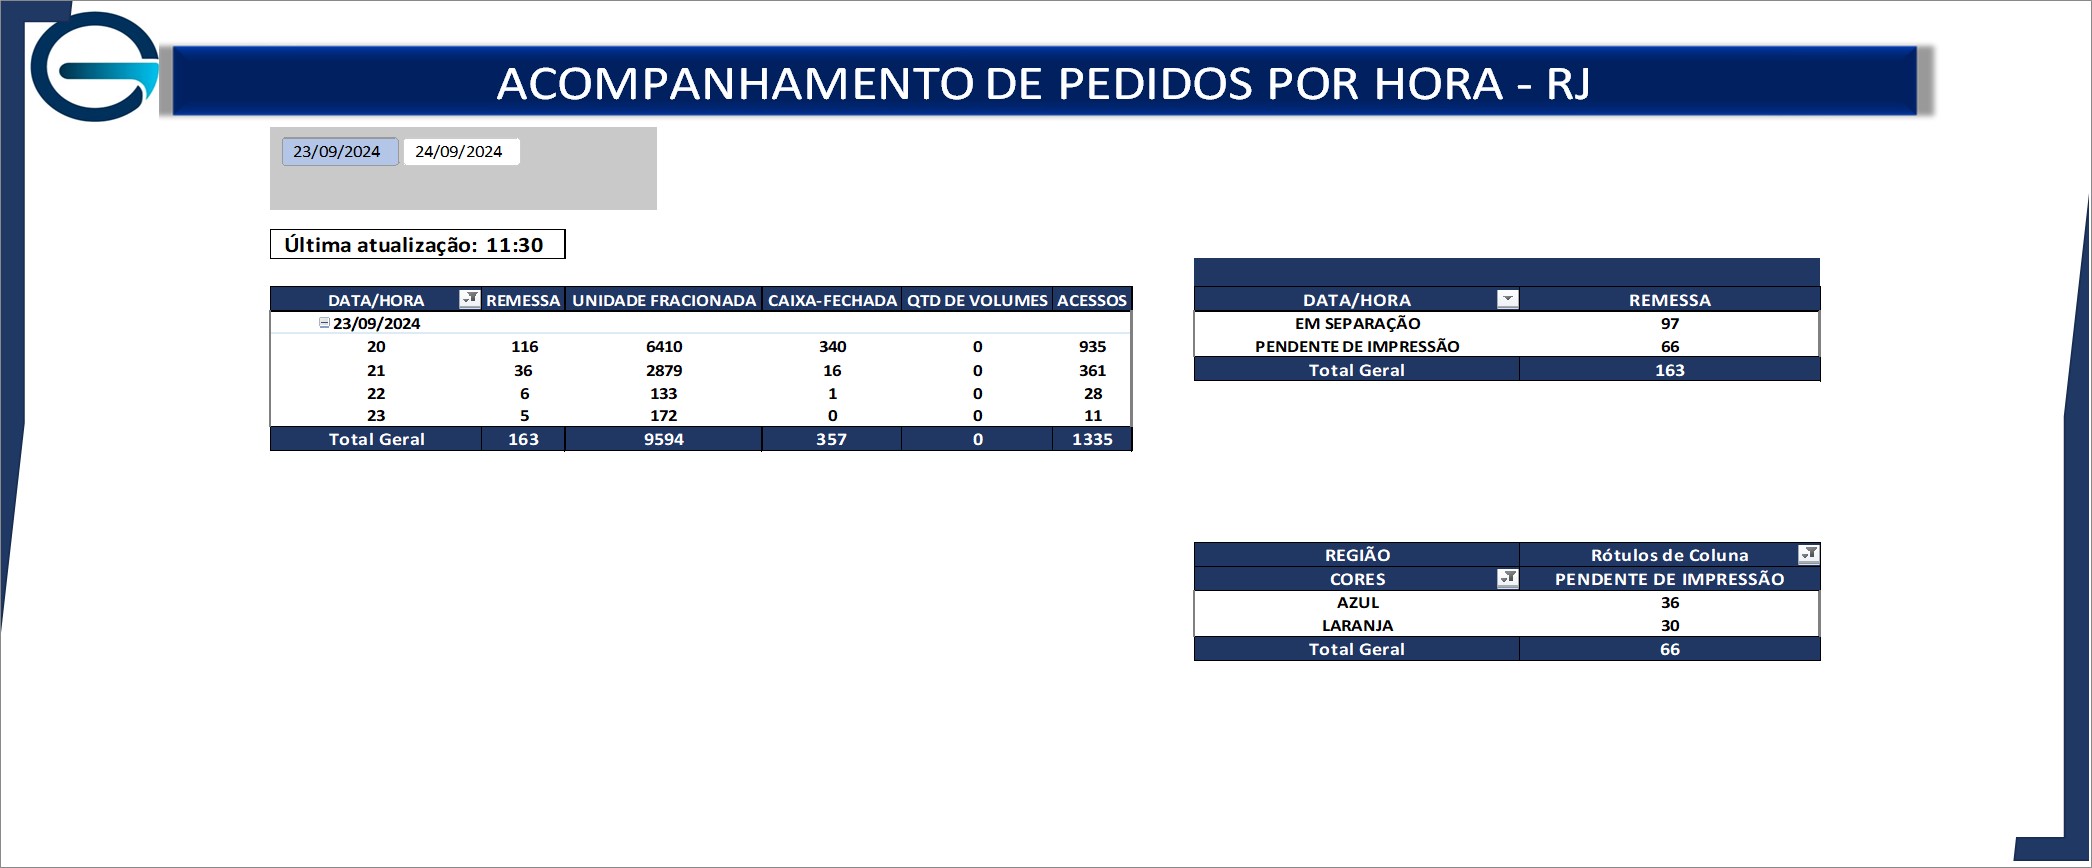 ACOMPANHAMENTO DE PEDIDOS POR HORA - RJ
23/09/2024 24/09/2024
Última atualização: 11:30
DATA/HORA REMESSA UNIDADE FRACIONADA CAIXA-FECHADA QTD DE VOLUMES ACESSOS
23/09/2024
20 116 6410 340 0 935
21 36 2879 16 0 361
22 6 133 1 0 28
23 5 172 0 0 11
Total Geral 163 9594 357 0 1335
DATA/HORA REMESSA
EM SEPARAÇÃO 97
PENDENTE DE IMPRESSÃO 66
Total Geral 163
REGIÃO Rótulos de Coluna
CORES PENDENTE DE IMPRESSÃO
AZUL 36
LARANJA 30
Total Geral 66